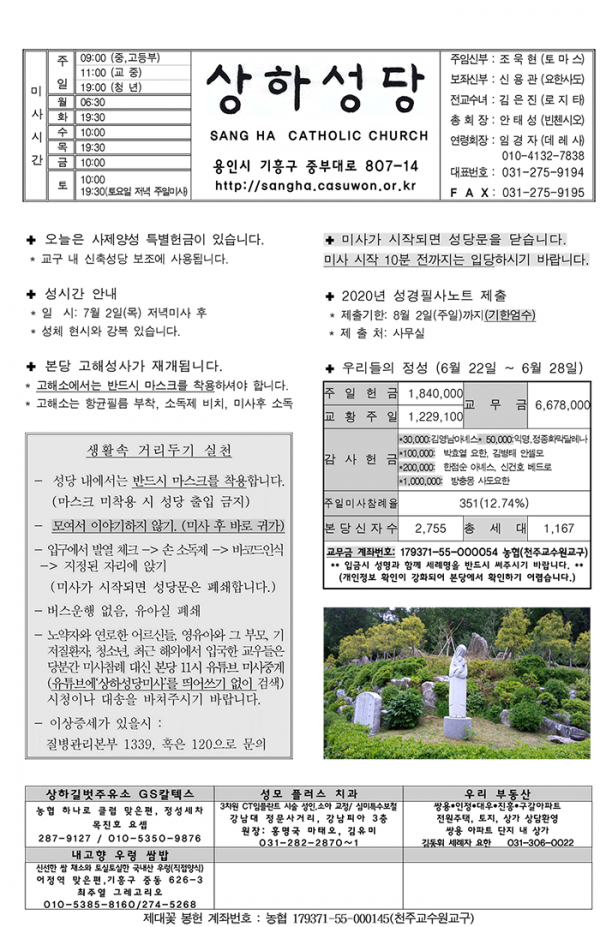 미사시간
주일
09:00 (중,고등부)
11:00 (교 중)
19:00 (청 년)
월 06:30
화 19:30
수 10:00
목 19:30
금 10:00
토 10:00
19:30(토요일 저녁 주일미사)
상하성당
SANG HA CATHOLIC CHURCH
용인시 기흥구 중부대로 807-14
http://sangha.casuwon.or.kr
주임신부 : 조 욱 현 (토 마 스)
보좌신부 : 신 용 관 (요한사도)
전교수녀 : 김 은 진 (로 지 타)
총 회 장 : 안 태 성 (빈첸시오)
연령회장 : 임 경 자 (데 레 사)
010-4132-7838
대표번호 : 031-275-9194
F A X : 031-275-9195
✚ 오늘은 사제양성 특별헌금이 있습니다.
* 교구 내 신축성당 보조에 사용됩니다.
✚ 성시간 안내
* 일 시: 7월 2일(목) 저녁미사 후
* 성체 현시와 강복 있습니다.
✚ 본당 고해성사가 재개됩니다.
* 고해소에서는 반드시 마스크를 착용하셔야 합니다.
* 고해소는 항균필름 부착, 소독제 비치, 미사후 소독
생활속 거리두기 실천
- 성당 내에서는 반드시 마스크를 착용합니다.
(마스크 미착용 시 성당 출입 금지)
- 모여서 이야기하지 않기. (미사 후 바로 귀가)
- 입구에서 발열 체크 -> 손 소독제 -> 바코드인식
-> 지정된 자리에 앉기
(미사가 시작되면 성당문은 폐쇄합니다.)
- 버스운행 없음, 유아실 폐쇄
- 노약자와 연로한 어르신들, 영유아와 그 부모, 기
저질환자, 청소년, 최근 해외에서 입국한 교우들은
당분간 미사참례 대신 본당 11시 유튜브 미사중계
(유튜브에'상하성당미사'를 띄어쓰기 없이 검색)
시청이나 대송을 바쳐주시기 바랍니다.
- 이상증세가 있을시 :
질병관리본부 1339, 혹은 120으로 문의
✚ 미사가 시작되면 성당문을 닫습니다.
미사 시작 10분 전까지는 입당하시기 바랍니다.
✚ 2020년 성경필사노트 제출
* 제출기한: 8월 2일(주일)까지(기한엄수)
* 제 출 처: 사무실
✚ 우리들의 정성 (6월 22일 ~ 6월 28일)
주 일 헌 금 1,840,000 교 무 금 6,678,000
교 황 주 일 1,229,100
감 사 헌 금
*30,000:김영남아네스* 50,000:익명,정종화막달레나
*100,000: 박효열 요한, 김병태 안셀모
*200,000: 한점순 아네스, 신건호 베드로
*1,000,000: 방충몽 사도요한
주일미사참례율 351(12.74%)
본 당 신 자 수 2,755 총 세 대 1,167
교무금 계좌번호: 179371-55-000054 농협(천주교수원교구)
** 입금시 성명과 함께 세례명을 반드시 써주시기 바랍니다. **
(개인정보 확인이 강화되어 본당에서 확인하기 어렵습니다.)
상하길벗주유소 GS칼텍스
농협 하나로 클럽 맞은편, 정성세차
목진호 요셉
287-9127 / 010-5350-9876
성모 플러스 치과
3차원 CT임플란트 시술 성인,소아 교정/ 심미특수보철
강남대 정문사거리, 강남피아 3층
원장: 홍명국 마태오, 김유미
031-282-2870~1
우리 부동산
쌍용*인정*대우*진흥*구갈아파트
전원주택, 토지, 상가 상담환영
쌍용 아파트 단지 내 상가
김동휘 세례자 요한 031-306-0022
내고향 우렁 쌈밥
신선한 쌈 채소와 토실토실한 국내산 우렁(직접양식)
어정역 맞은편,기흥구 중동 626-3
최주열 그레고리오
010-5385-8160/274-5268
제대꽃 봉헌 계좌번호 : 농협 179371-55-000145(천주교수원교구)